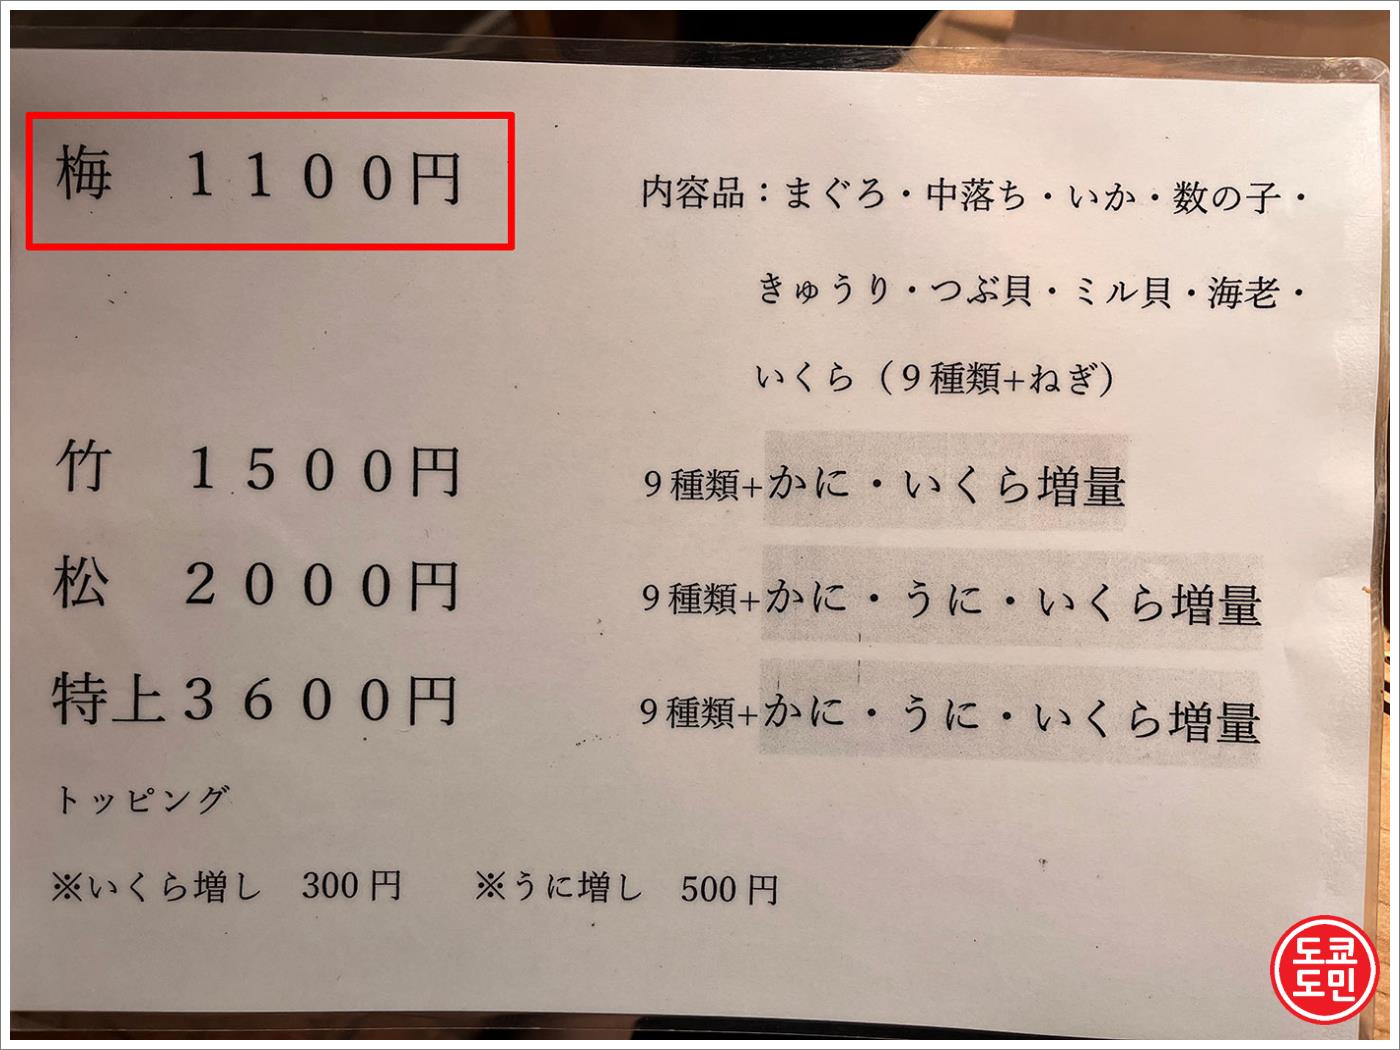 梅　１１００円　内容品：まぐろ・中落ち・いか・数の子・
きゅうり・つぶ貝・ミル貝・海老・
いくら（９種類+ねぎ）
竹　１５００円　９種類+かに・いくら増量
松　２０００円　９種類+かに・うに・いくら増量
特上３６００円　９種類+かに・うに・いくら増量
トッピング
※いくら増し　300円　※うに増し　500円
도쿄
도민